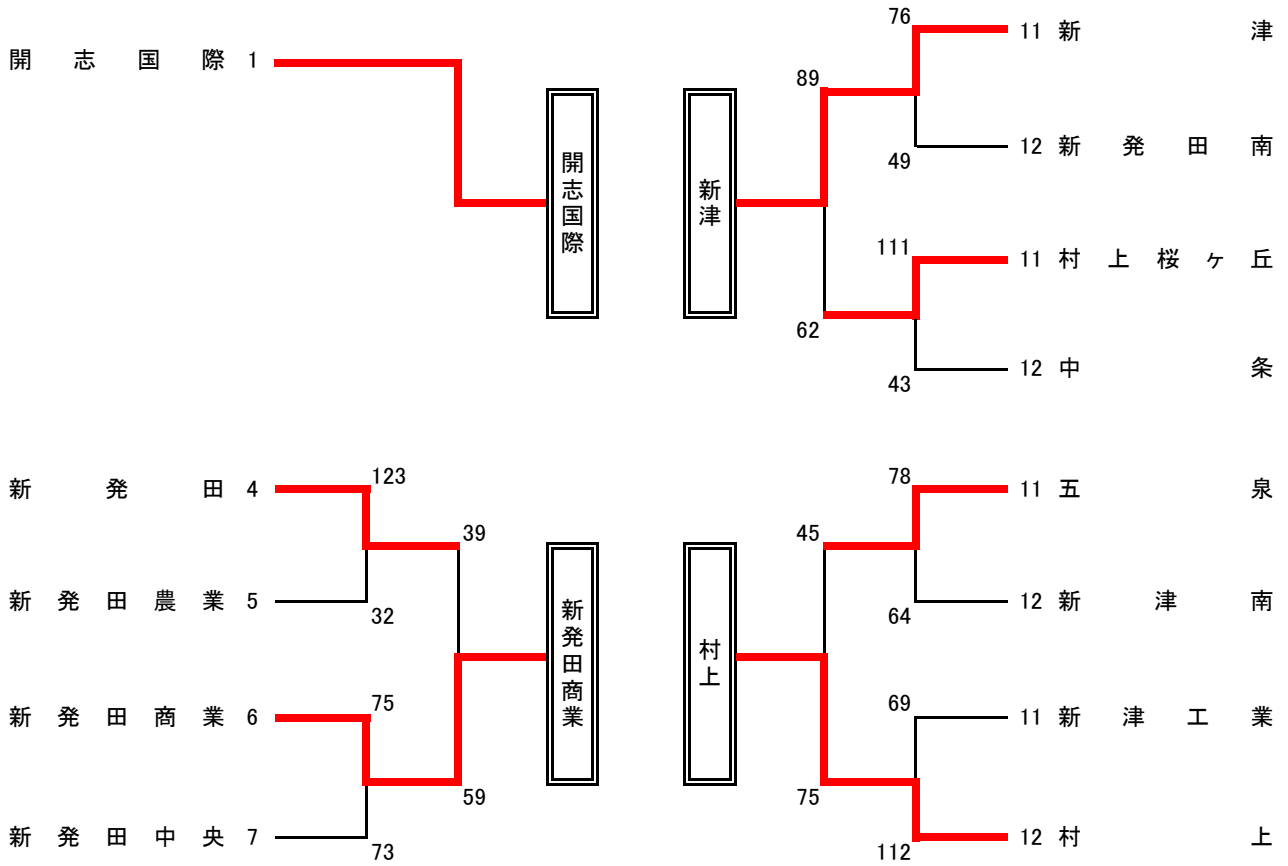 開志国際 1
開志国際
新津
76
11 新津
89
49
12 新発田南
111
11 村上桜ヶ丘
62
43
12 中条
新発田 4
123
39
新発田農業 5
32
新発田商業 6
75
59
新発田中央 7
73
新発田商業
村上
78
11 五泉
45
64
12 新津南
69
11 新津工業
75
112
12 村上